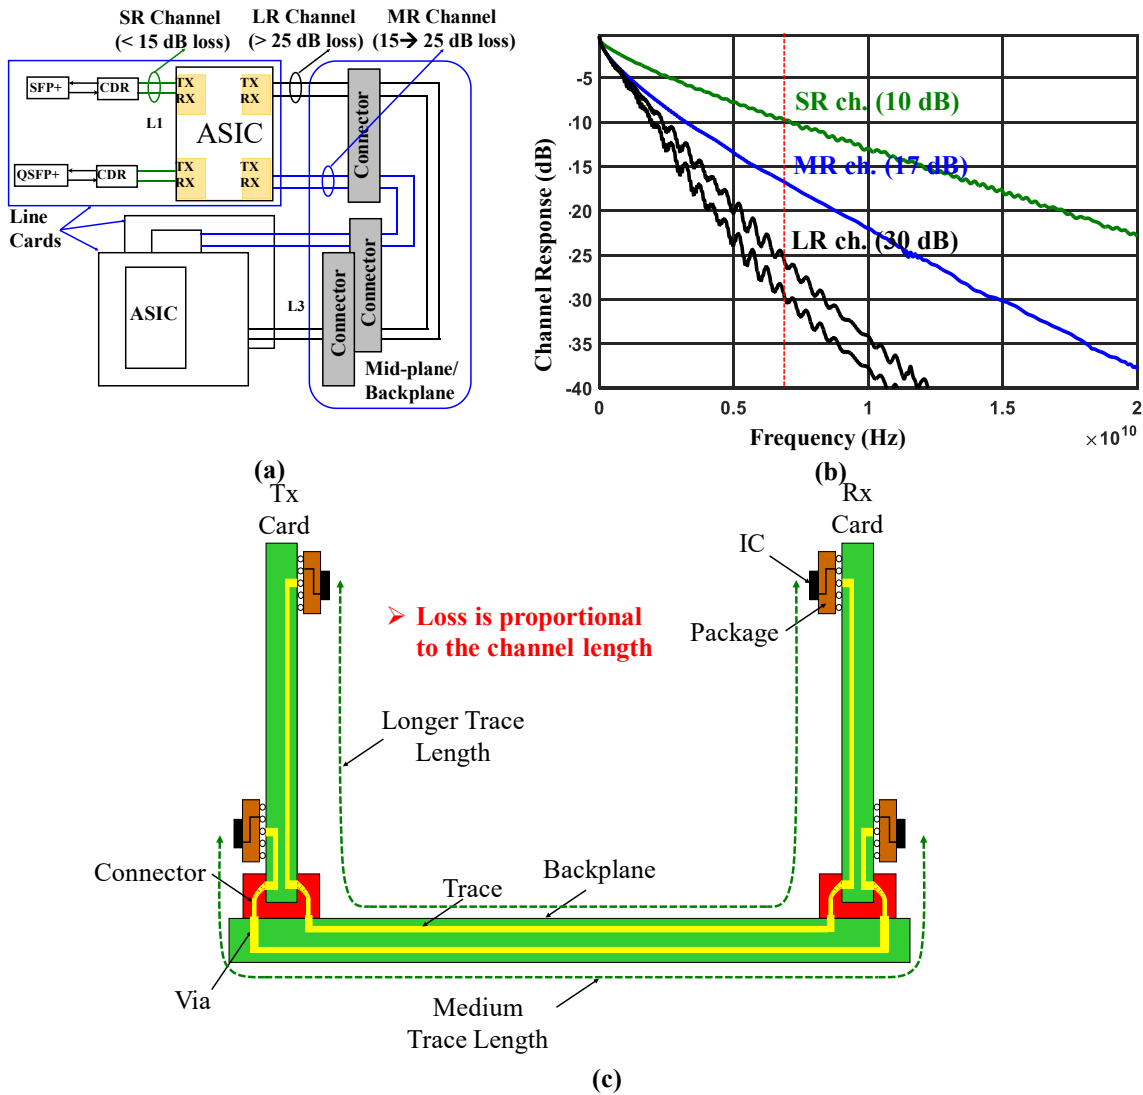 SR Channel
(< 15 dB loss)
LR Channel
(> 25 dB loss)
MR Channel
(15→ 25 dB loss)
SFP+
CDR
TX
RX
TX
RX
L1
ASIC
Connector
QSFP+
CDR
TX
RX
TX
RX
Line
Cards
ASIC
L3
Connector
Connector
Mid-plane/
Backplane
(a)
Channel Response (dB)
-5
-10
-15
-20
-25
-30
-35
-40
SR ch. (10 dB)
MR ch. (17 dB)
LR ch. (30 dB)
0
0.5
1
1.5
2
Frequency (Hz)
×10¹⁰
(b)
Tx
Card
Rx
Card
IC
Package
➢ Loss is proportional
to the channel length
Longer Trace
Length
Connector
Trace
Backplane
Via
Medium
Trace Length
(c)